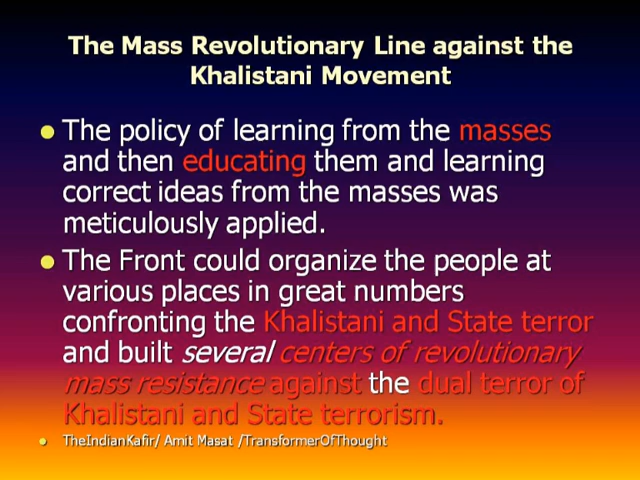 The Mass Revolutionary Line against the
Khalistani Movement
The policy of learning from the masses
and then educating them and learning
correct ideas from the masses was
meticulously applied.
The Front could organize the people at
various places in great numbers
confronting the Khalistani and State terror
and built several centers of revolutionary
mass resistance against the dual terror of
Khalistani and State terrorism.
TheIndianKafir/ Amit Masat /TransformerOfThought